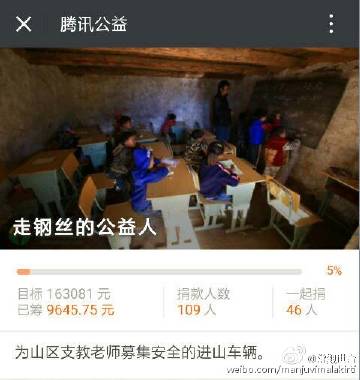 腾讯公益
走钢丝的公益人
5%
目标 163081 元
捐款人数
一起捐
已筹 9645.75 元
109 人
46 人
为山区支教老师募集安全的进山车辆。
weibo.com/manjuvimalakirti